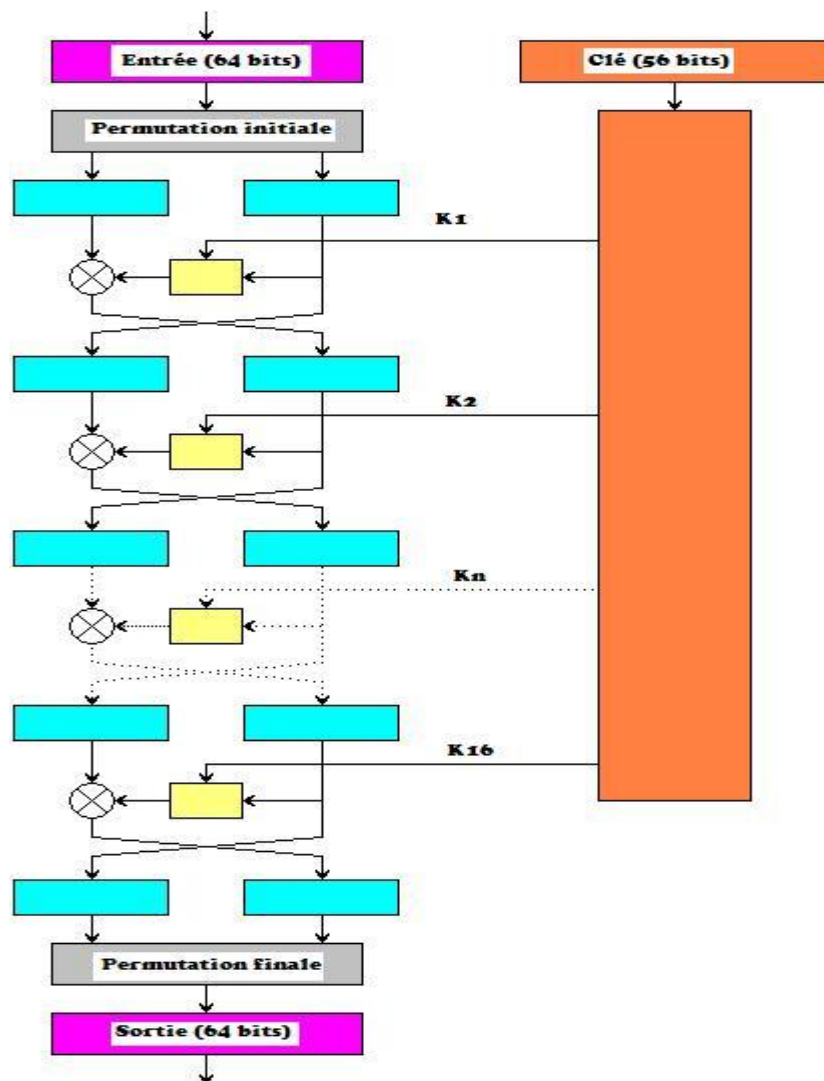 Entrée (64 bits)
Clé (56 bits)
Permutation initiale
K1
K2
Kn
K16
Permutation finale
Sortie (64 bits)